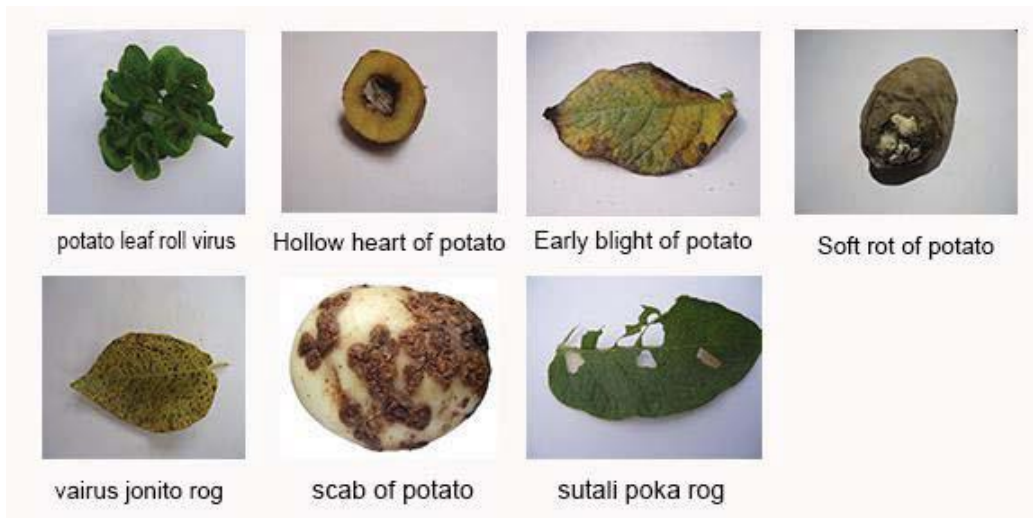 potato leaf roll virus
Hollow heart of potato
Early blight of potato
Soft rot of potato
vairus jonito rog
scab of potato
sutali poka rog